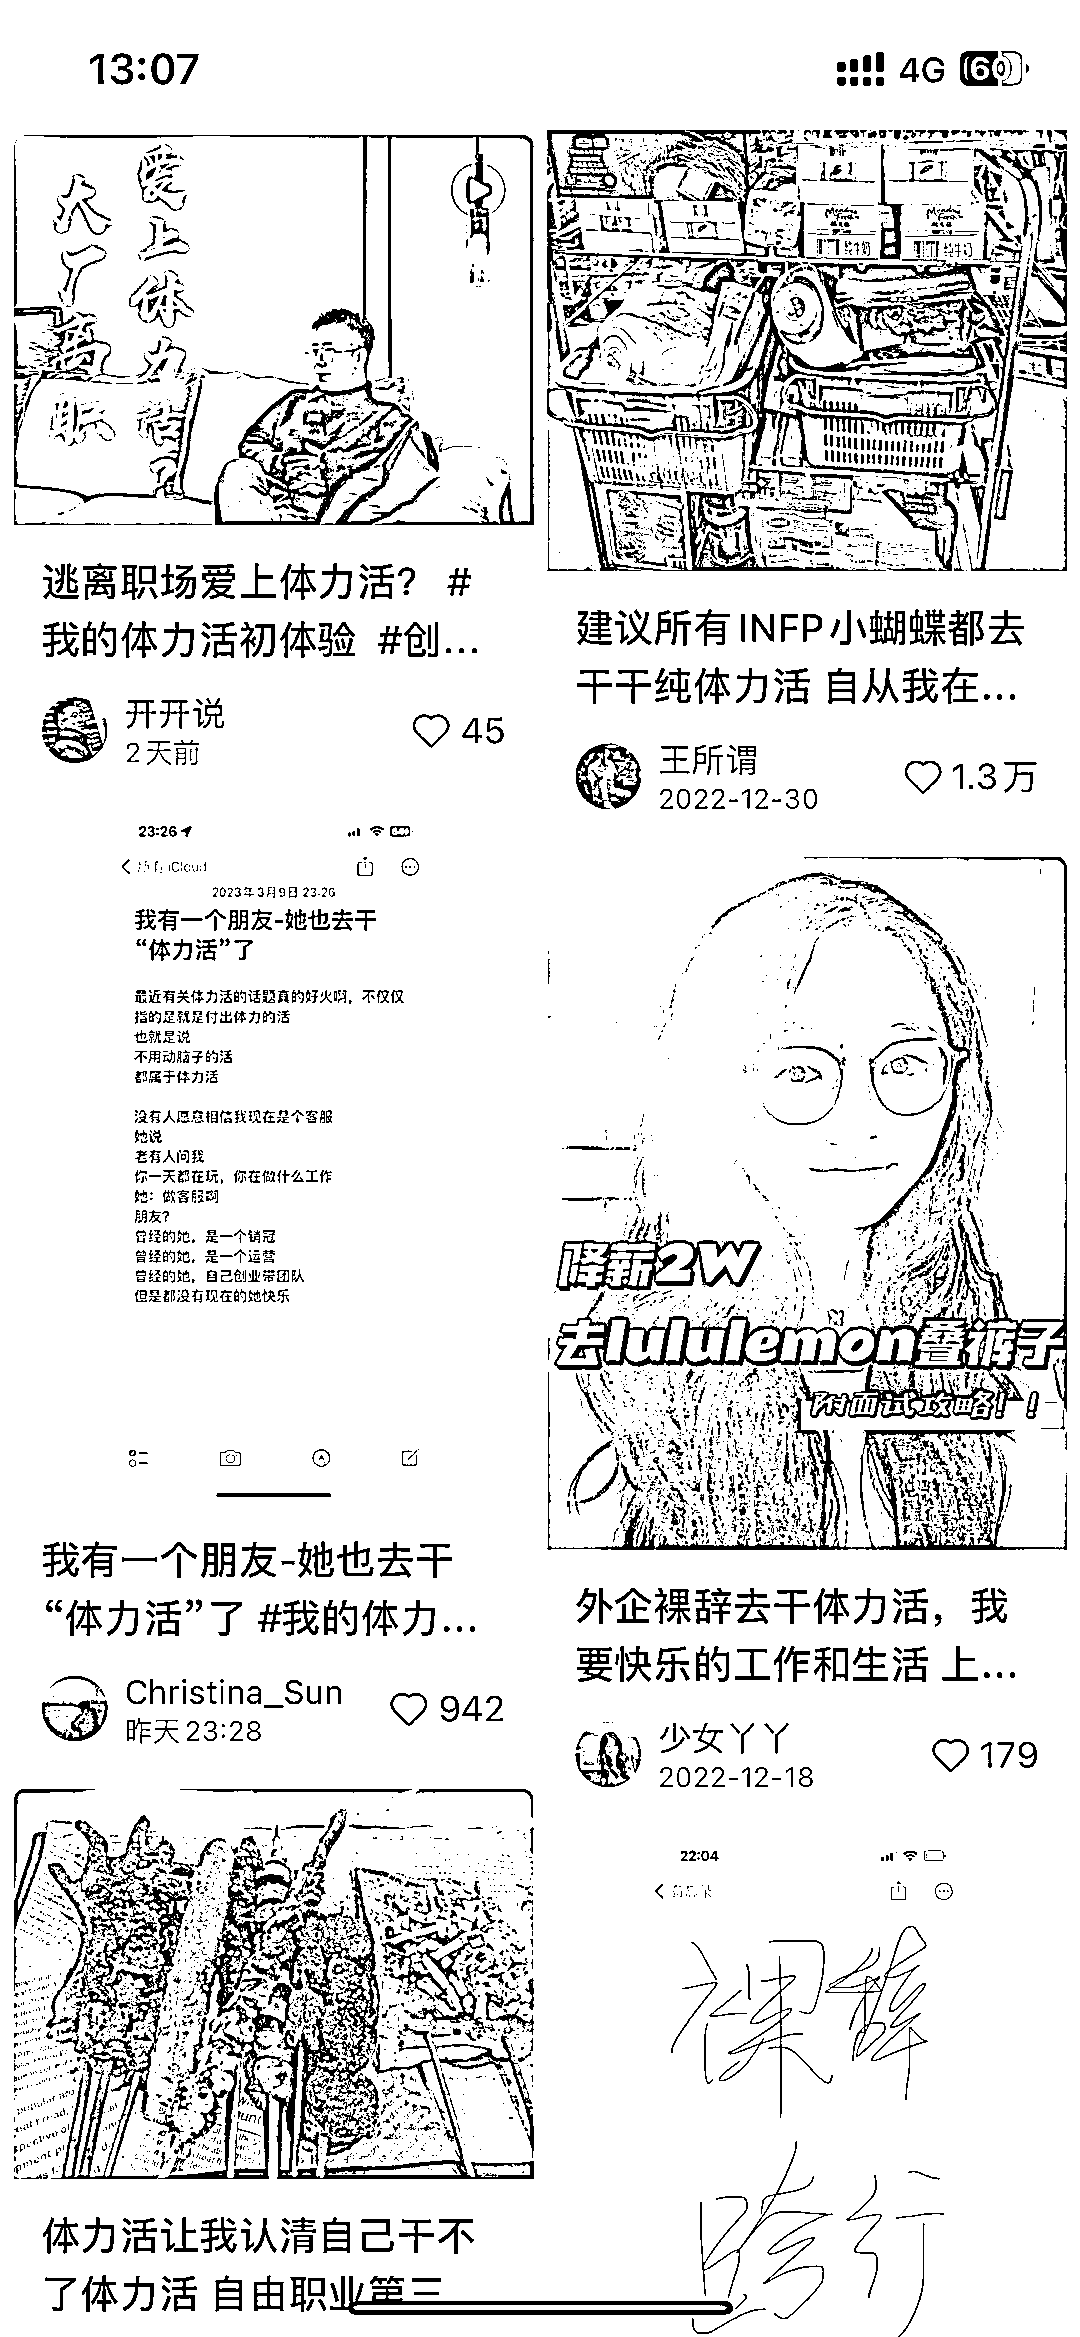 13:07
4G
60
爱上体力活?
大厂离职
逃离职场爱上体力活? #
我的体力活初体验 #创...
开开说
2天前
45
建议所有INFP小蝴蝶都去
干干纯体力活 自从我在...
王所谓
2022-12-30
1.3万
23:26
iCloud
2023年3月9日 23:26
我有一个朋友-她也去干
“体力活”了
最近有关体力活的话题真的好火啊，不仅仅
指的是就是付出体力的活
也就是说
不用动脑子的活
都属于体力活
没有人愿意相信我现在是个客服
她说
老有人问我
你一天都在玩，你在做什么工作
她：做客服啊
朋友?
曾经的她，是一个销冠
曾经的她，是一个运营
曾经的她，自己创业带团队
但是都没有现在的她快乐
我有一个朋友-她也去干
“体力活”了 #我的体力...
Christina_Sun
昨天 23:28
942
降薪2W
去lululemon叠裤子
附面试攻略！！
外企裸辞去干体力活，我
要快乐的工作和生活 上...
少女丫丫
2022-12-18
179
体力活让我认清自己干不
了体力活 自由职业第三
22:04
裸辞
跨行